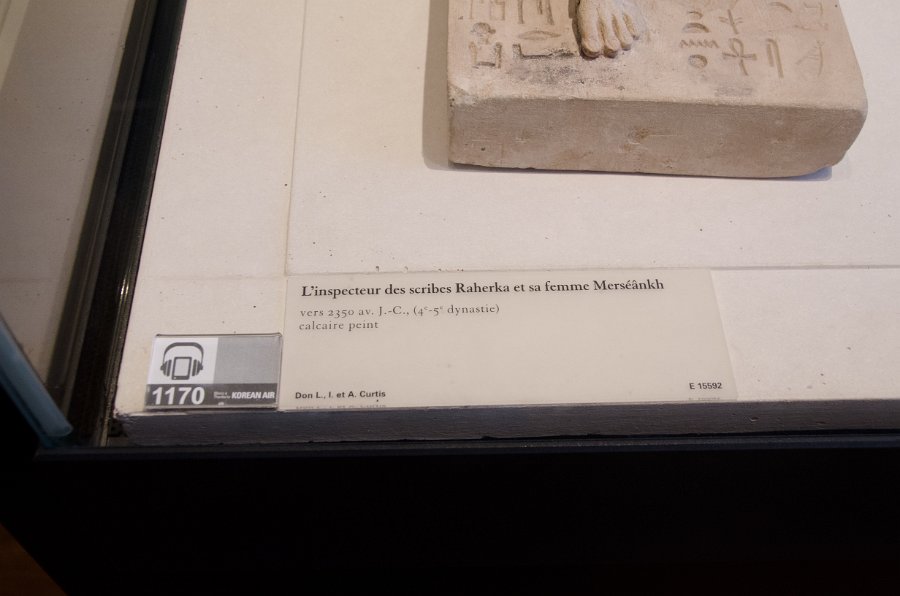 L'inspecteur des scribes Raherka et sa femme Merséânkh
vers 2350 av. J.-C., (4e-5e dynastie)
calcaire peint
Don L., I. et A. Curtis
E 15592
1170
KOREAN AIR